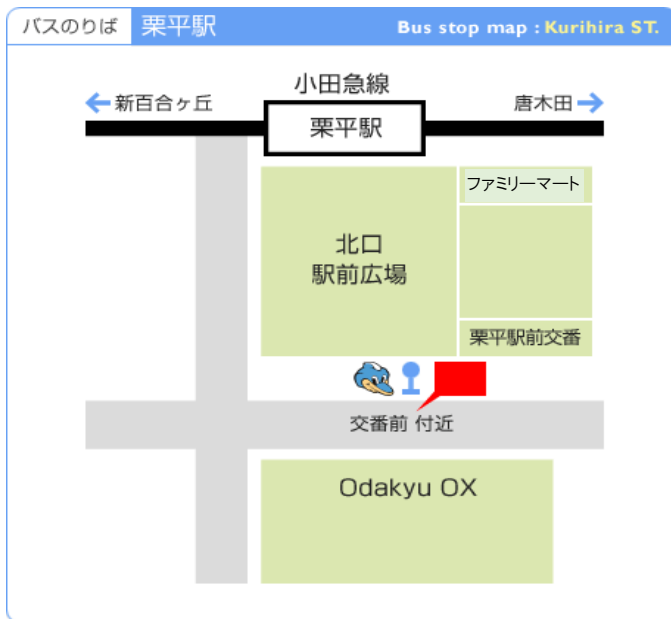 バスのりば 栗平駅 Bus stop map : Kurihira ST.
小田急線
新百合ヶ丘 唐木田
栗平駅
ファミリーマート
北口
駅前広場
栗平駅前交番
交番前 付近
Odakyu OX